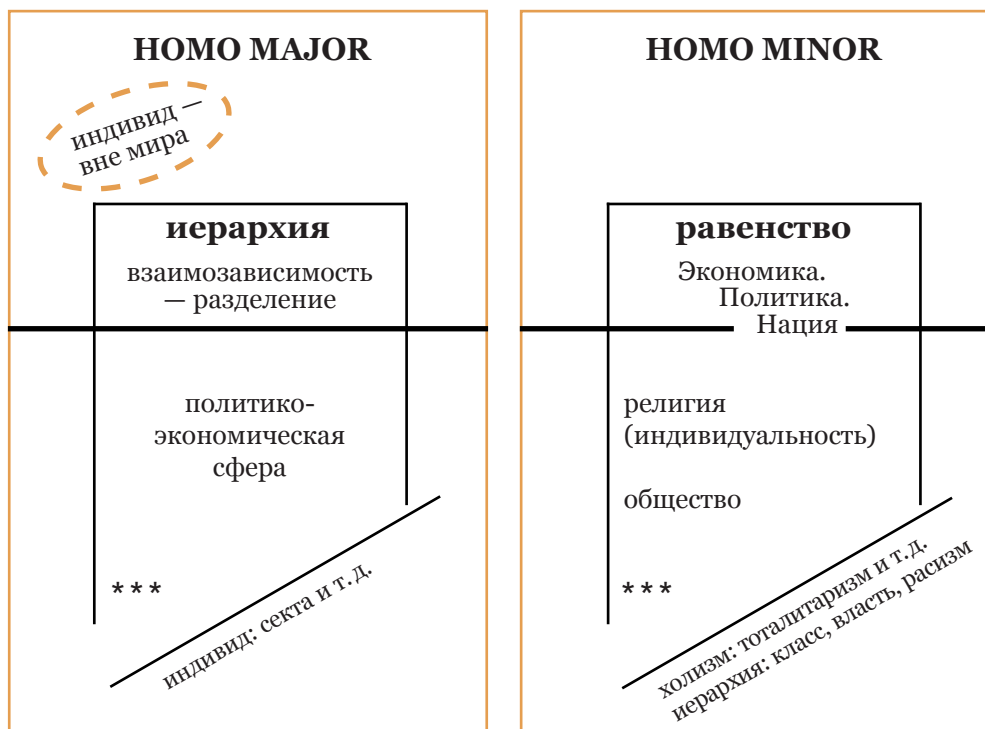 HOMO MAJOR
индивид —
вне мира
иерархия
взаимозависимость
— разделение
политико-
экономическая
сфера
***
индивид: секта и т. д.
HOMO MINOR
равенство
Экономика.
Политика.
Нация
религия
(индивидуальность)
общество
***
холизм: тоталитаризм и т. д.
иерархия: класс, власть, расизм